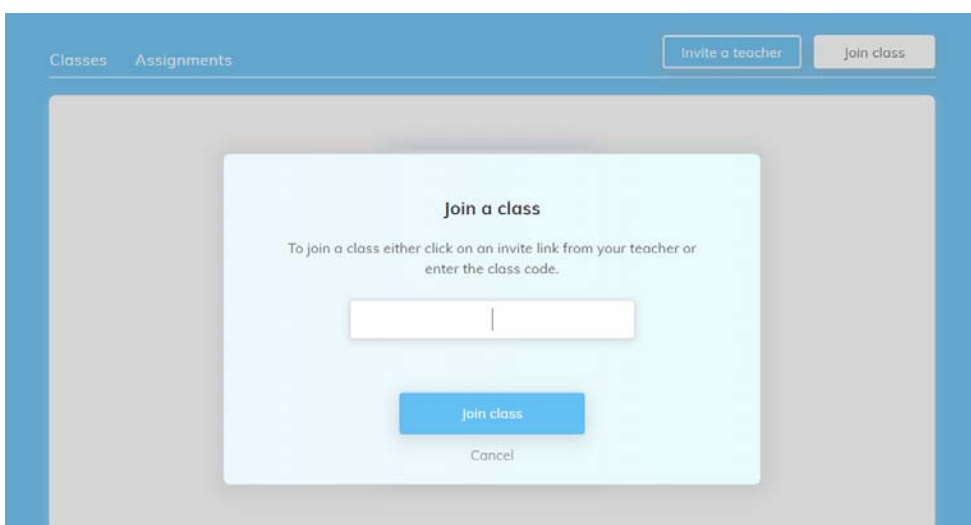 Classes Assignments Invite a teacher Join class
Join a class
To join a class either click on an invite link from your teacher or
enter the class code.
Join class
Cancel